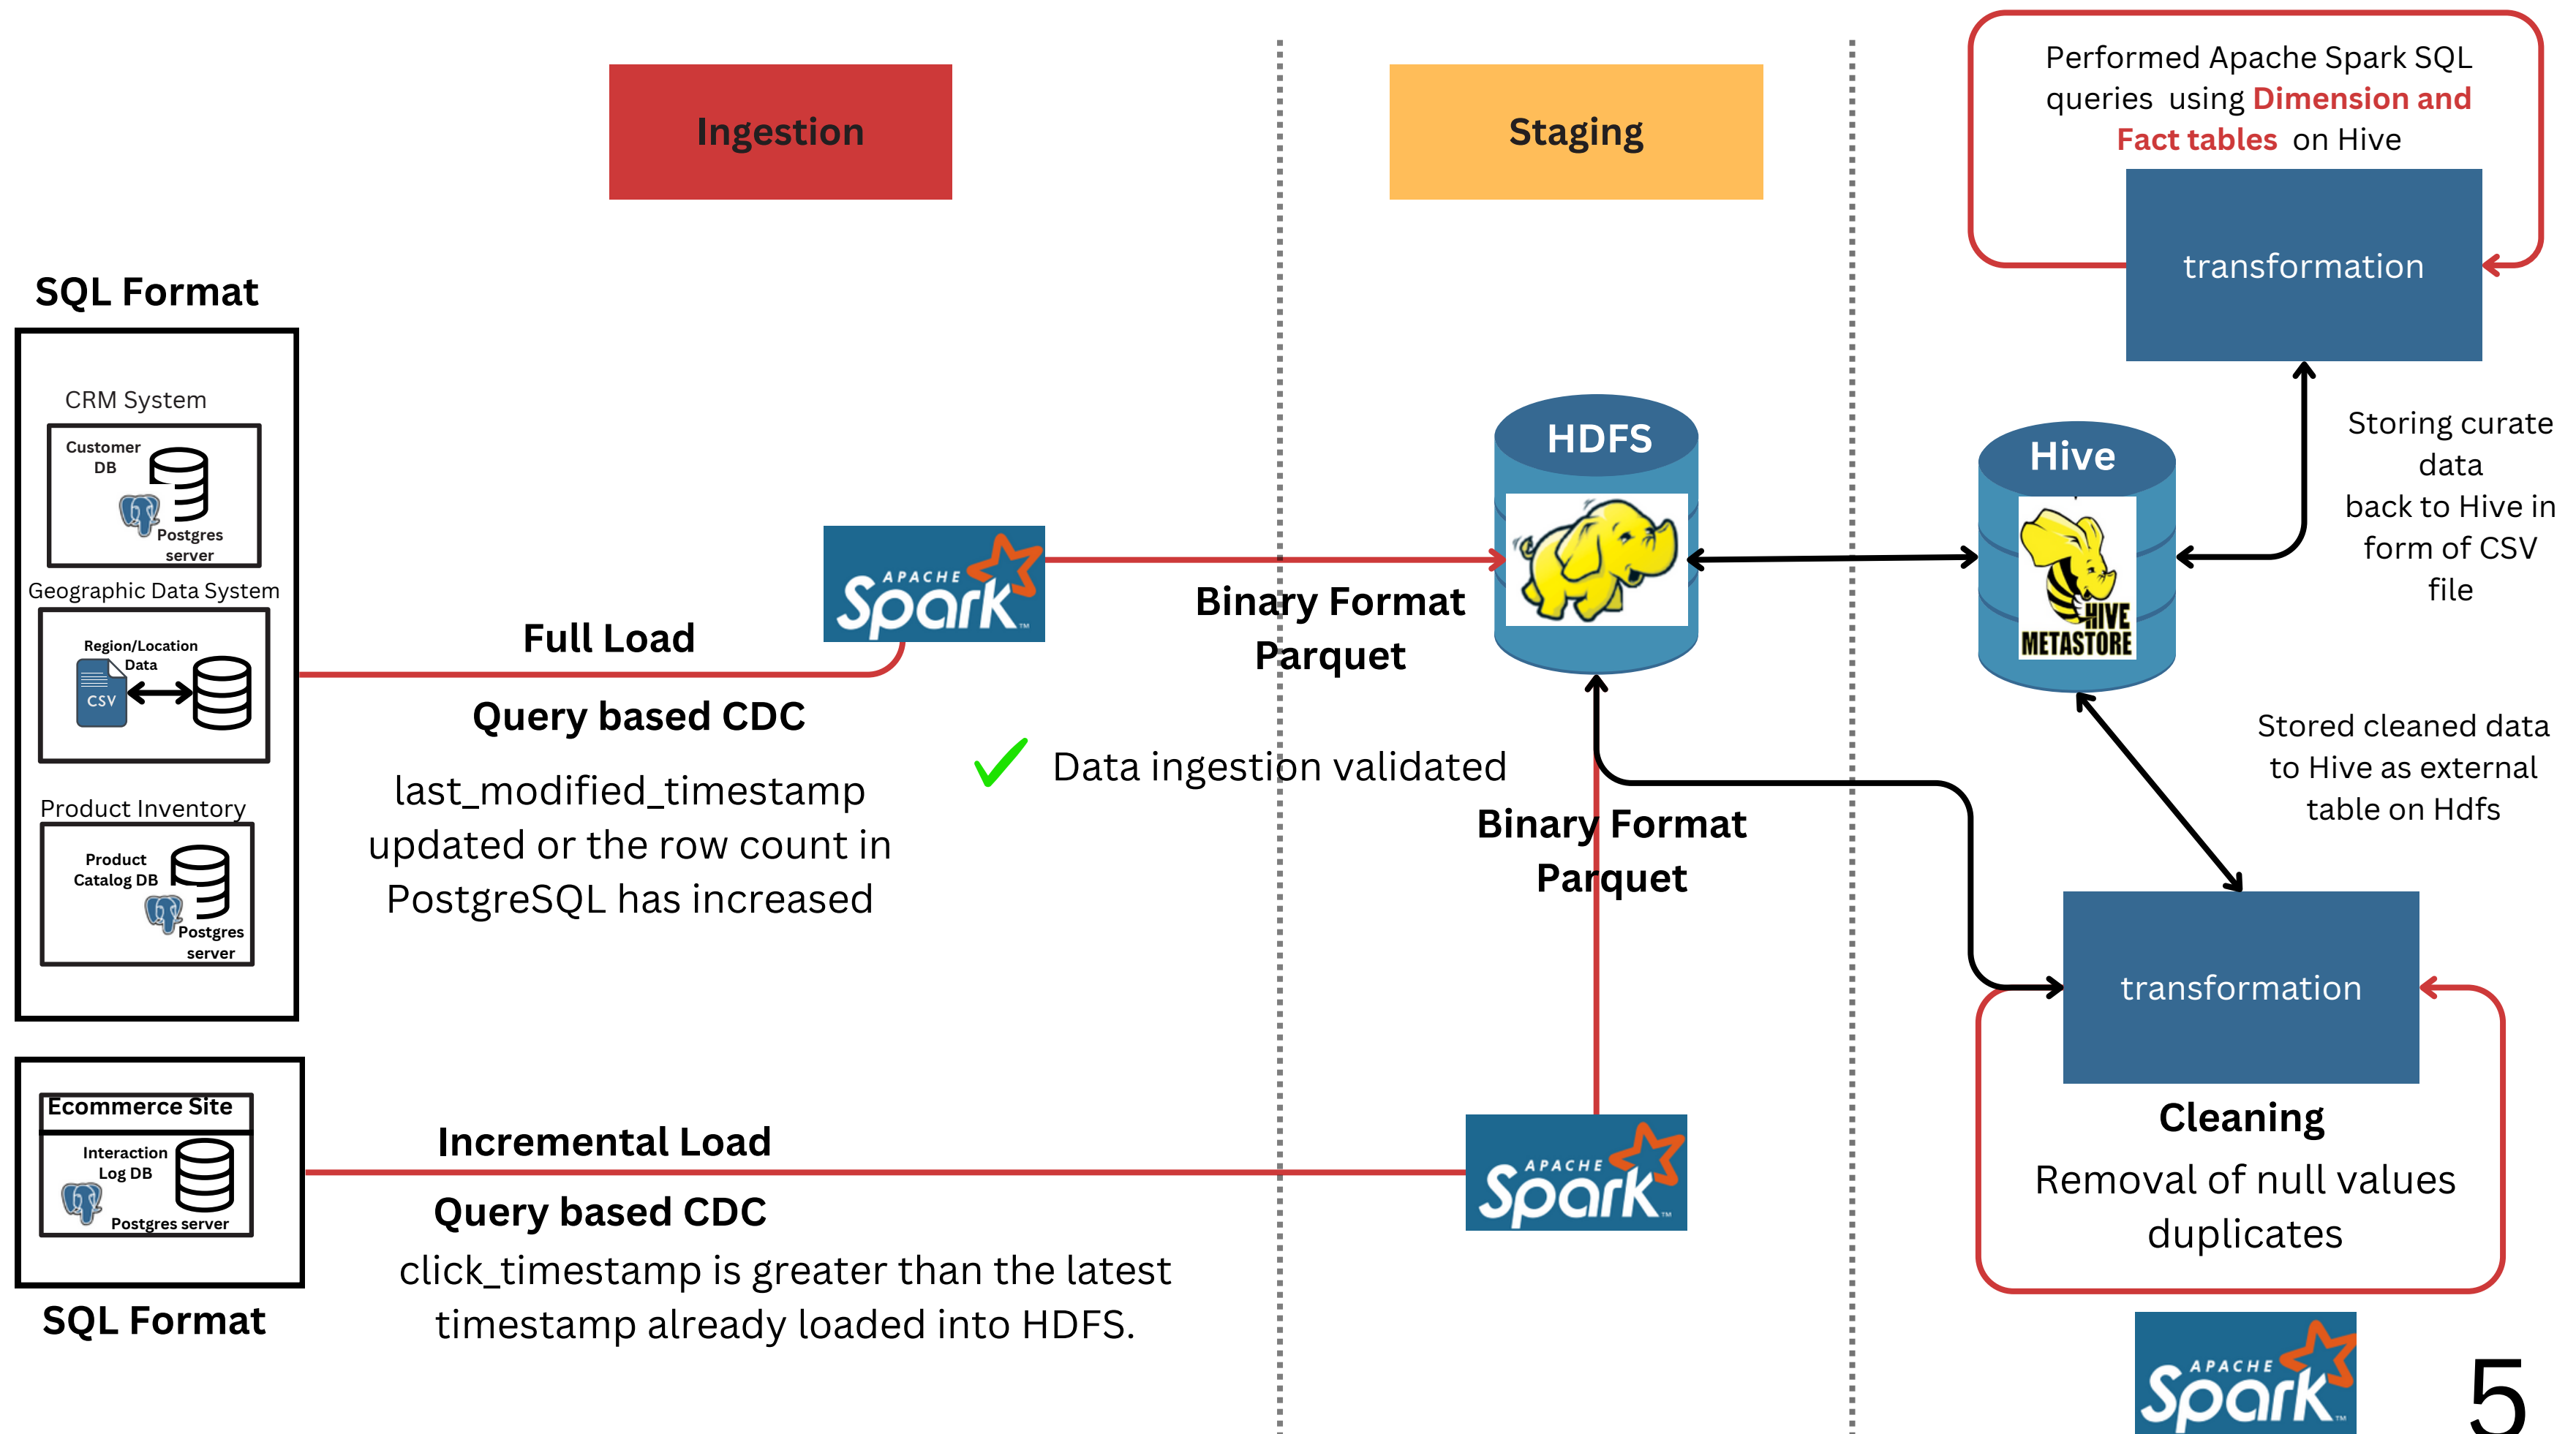 Ingestion
Staging
Performed Apache Spark SQL
queries using Dimension and
Fact tables on Hive
transformation
SQL Format
CRM System
Customer
DB
Postgres
server
Geographic Data System
Region/Location
Data
CSV
Product Inventory
Product
Catalog DB
Postgres
server
Full Load
Query based CDC
last_modified_timestamp
updated or the row count in
PostgreSQL has increased
APACHE
Spark™
Binary Format
Parquet
Data ingestion validated
HDFS
Binary Format
Parquet
Hive
HIVE
METASTORE
Storing curate
data
back to Hive in
form of CSV
file
Stored cleaned data
to Hive as external
table on Hdfs
transformation
Cleaning
Removal of null values
duplicates
APACHE
Spark™
Ecommerce Site
Interaction
Log DB
Postgres server
SQL Format
Incremental Load
Query based CDC
click_timestamp is greater than the latest
timestamp already loaded into HDFS.
APACHE
Spark™
5